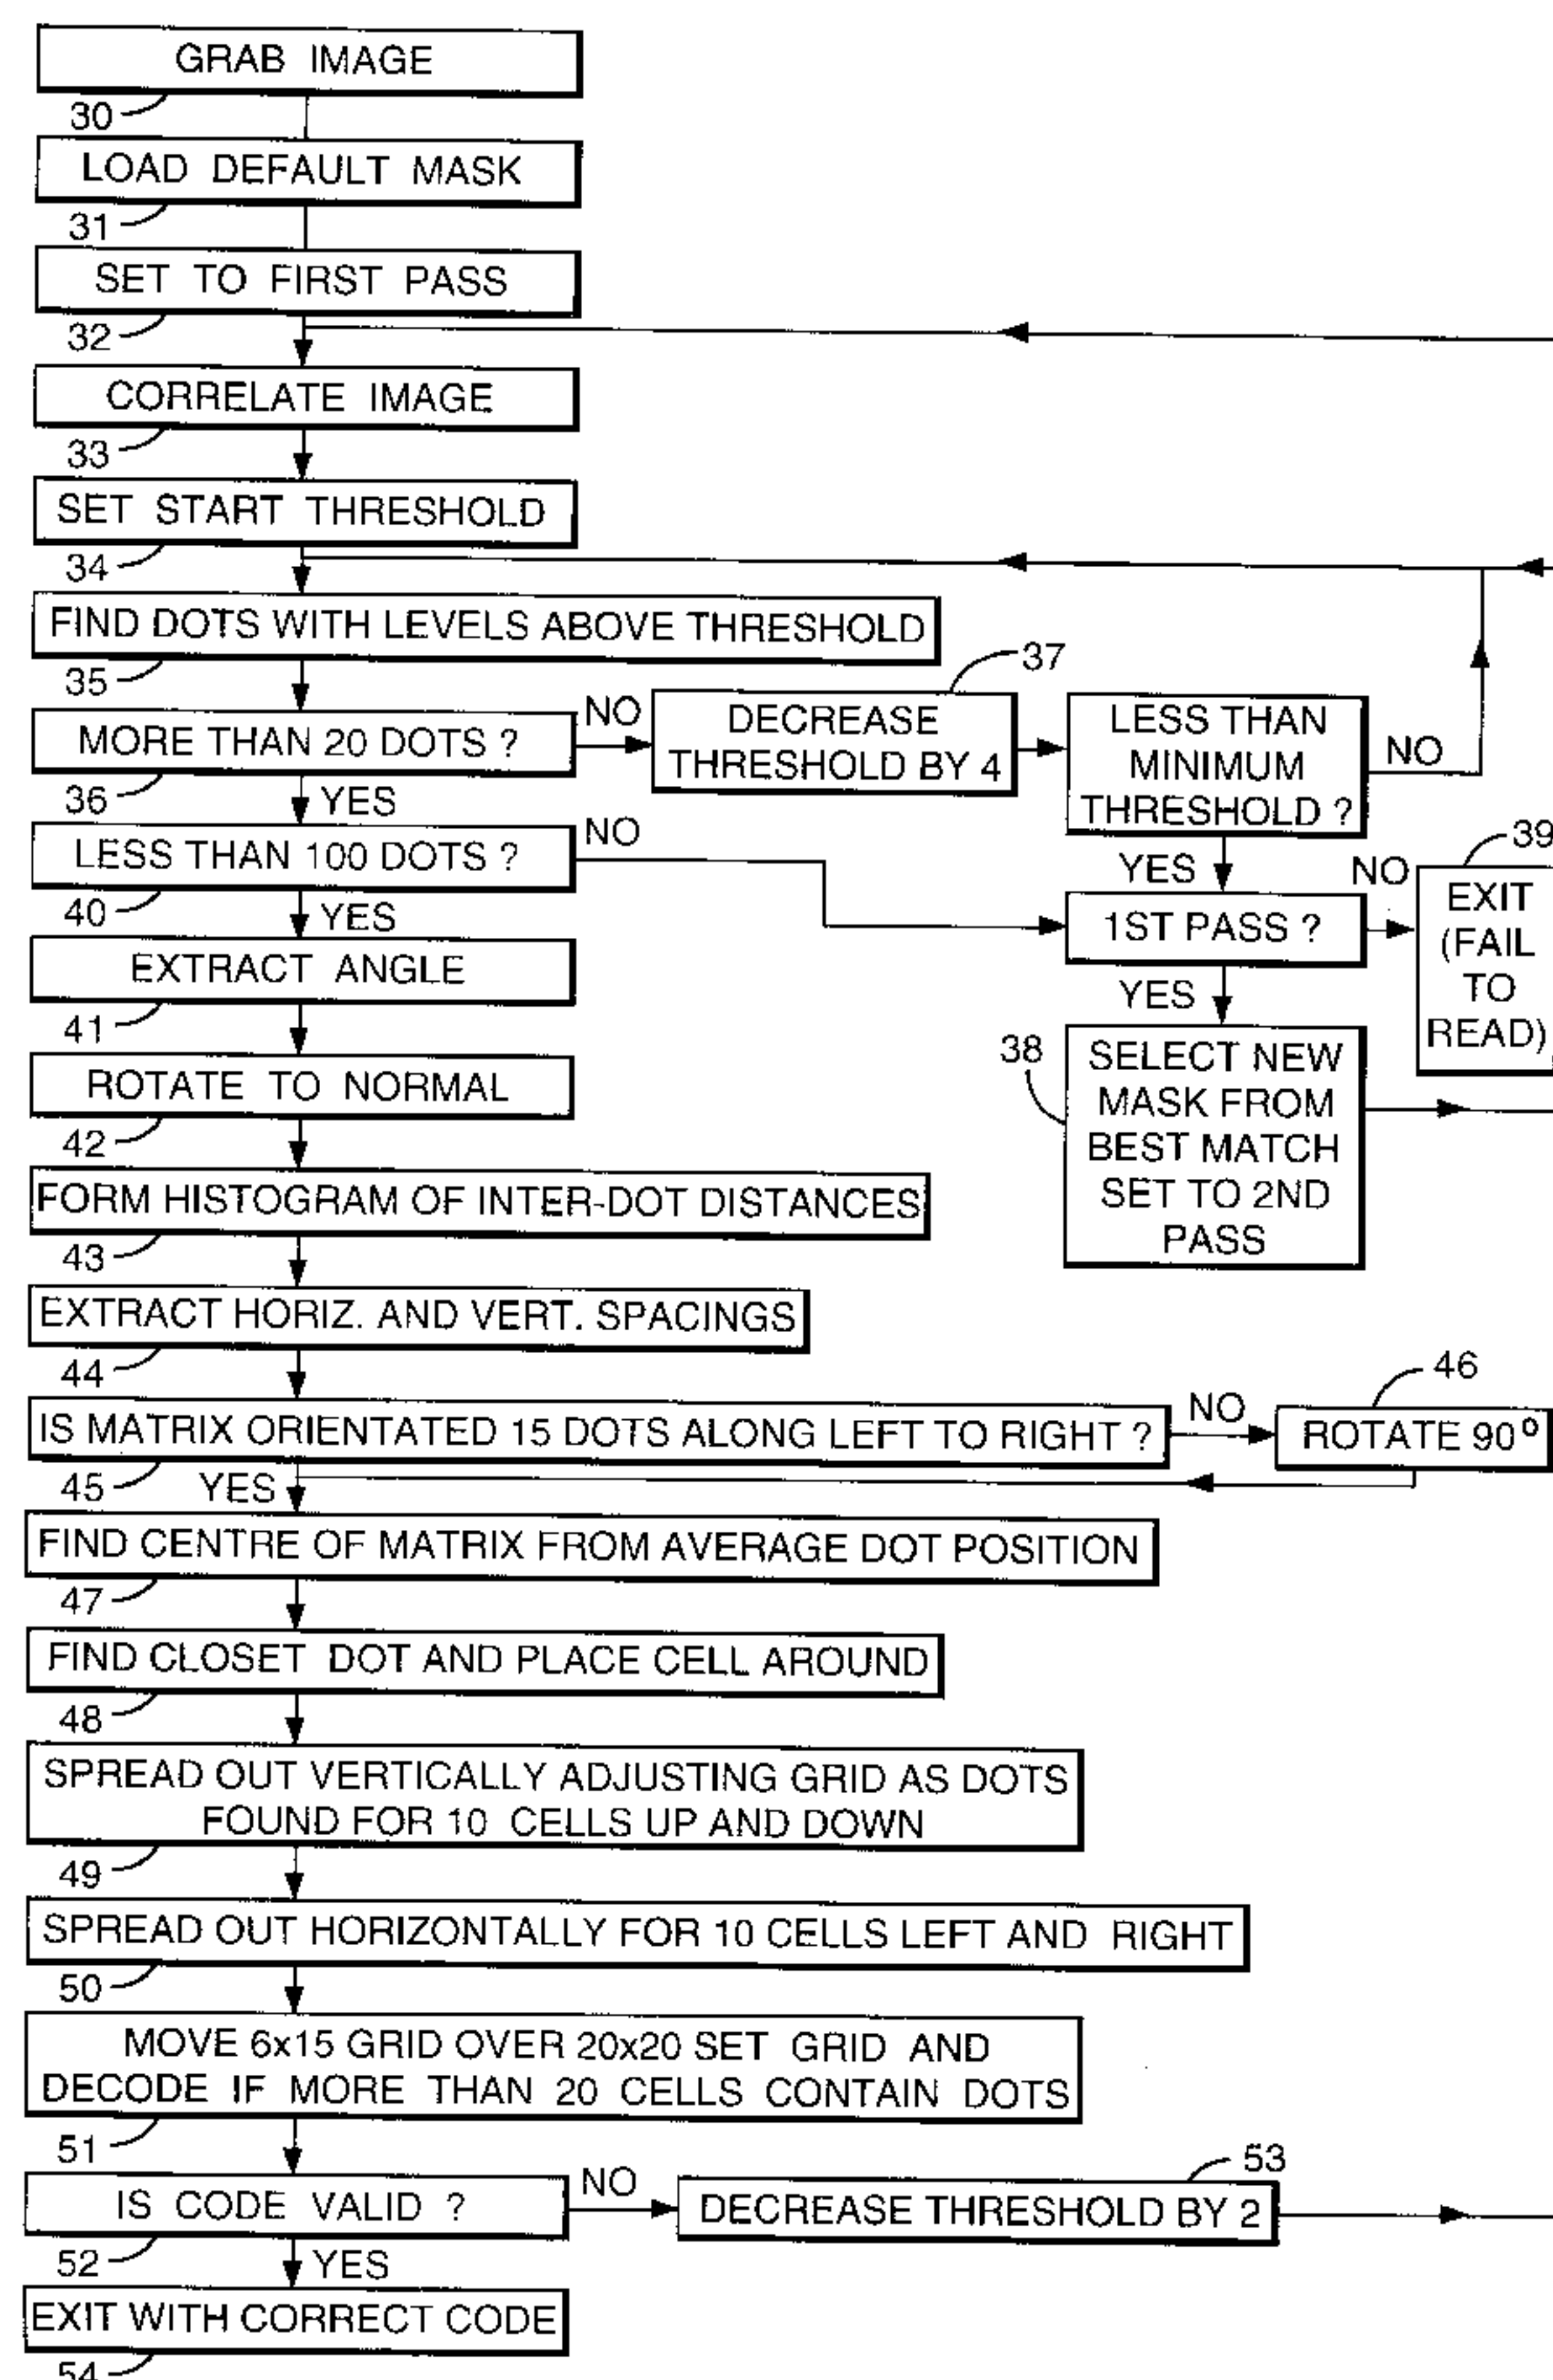 GRAB IMAGE
30
LOAD DEFAULT MASK
31
SET TO FIRST PASS
32
CORRELATE IMAGE
33
SET START THRESHOLD
34
FIND DOTS WITH LEVELS ABOVE THRESHOLD
35
MORE THAN 20 DOTS ?
36
NO
YES
37
DECREASE
THRESHOLD BY 4
LESS THAN
MINIMUM
THRESHOLD ?
NO
YES
LESS THAN 100 DOTS ?
40
NO
YES
1ST PASS ?
NO
YES
39
EXIT
(FAIL
TO
READ)
38
SELECT NEW
MASK FROM
BEST MATCH
SET TO 2ND
PASS
EXTRACT ANGLE
41
ROTATE TO NORMAL
42
FORM HISTOGRAM OF INTER-DOT DISTANCES
43
EXTRACT HORIZ. AND VERT. SPACINGS
44
IS MATRIX ORIENTATED 15 DOTS ALONG LEFT TO RIGHT ?
45
NO
YES
46
ROTATE 90°
FIND CENTRE OF MATRIX FROM AVERAGE DOT POSITION
47
FIND CLOSET DOT AND PLACE CELL AROUND
48
SPREAD OUT VERTICALLY ADJUSTING GRID AS DOTS
FOUND FOR 10 CELLS UP AND DOWN
49
SPREAD OUT HORIZONTALLY FOR 10 CELLS LEFT AND RIGHT
50
MOVE 6x15 GRID OVER 20x20 SET GRID AND
DECODE IF MORE THAN 20 CELLS CONTAIN DOTS
51
IS CODE VALID ?
52
NO
YES
53
DECREASE THRESHOLD BY 2
EXIT WITH CORRECT CODE
54